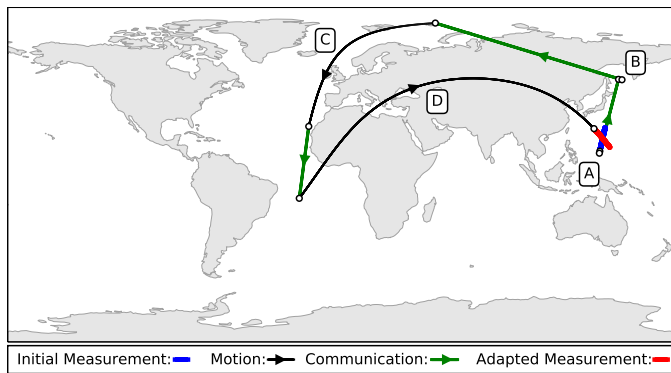 C
B
D
A
Initial Measurement: Motion: Communication: Adapted Measurement: